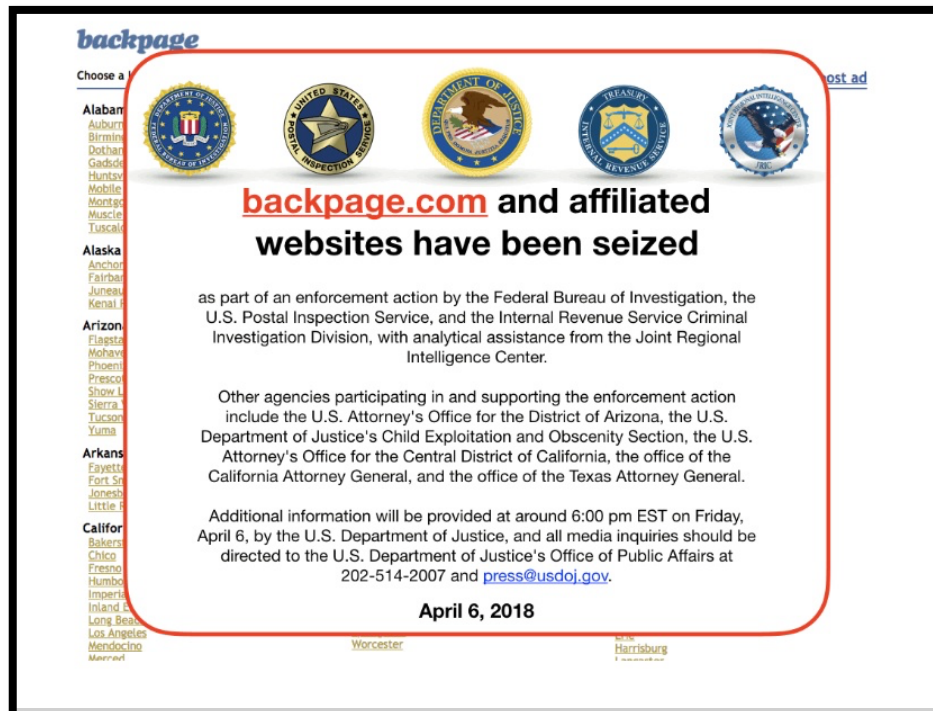 backpage
Choose a
post ad
Alabam
Auburn
Birmin
Dothan
Gadsde
Huntsv
Mobile
Montgo
Muscle
Tuscalo
Alaska
Anchor
Fairban
Juneau
Kenai
Arizon
Flagsta
Mohave
Phoeni
Prescot
Show L
Sierra
Tucson
Yuma
Arkans
Fayette
Fort Sm
Jonesb
Little
Califor
Bakers
Chico
Fresno
Humbo
Imperia
Inland
Long Beac
Los Angeles
Mendocino
Merced
DEPARTMENT OF JUSTICE
FEDERAL BUREAU OF INVESTIGATION
UNITED STATES
POSTAL INSPECTION SERVICE
DEPARTMENT OF JUSTICE
TREASURY
INTERNAL REVENUE SERVICE
JOINT REGIONAL INTELLIGENCE CENTER
JRIC
backpage.com and affiliated
websites have been seized
as part of an enforcement action by the Federal Bureau of Investigation, the
U.S. Postal Inspection Service, and the Internal Revenue Service Criminal
Investigation Division, with analytical assistance from the Joint Regional
Intelligence Center.
Other agencies participating in and supporting the enforcement action
include the U.S. Attorney's Office for the District of Arizona, the U.S.
Department of Justice's Child Exploitation and Obscenity Section, the U.S.
Attorney's Office for the Central District of California, the office of the
California Attorney General, and the office of the Texas Attorney General.
Additional information will be provided at around 6:00 pm EST on Friday,
April 6, by the U.S. Department of Justice, and all media inquiries should be
directed to the U.S. Department of Justice's Office of Public Affairs at
202-514-2007 and press@usdoj.gov.
April 6, 2018
Worcester
Harrisburg